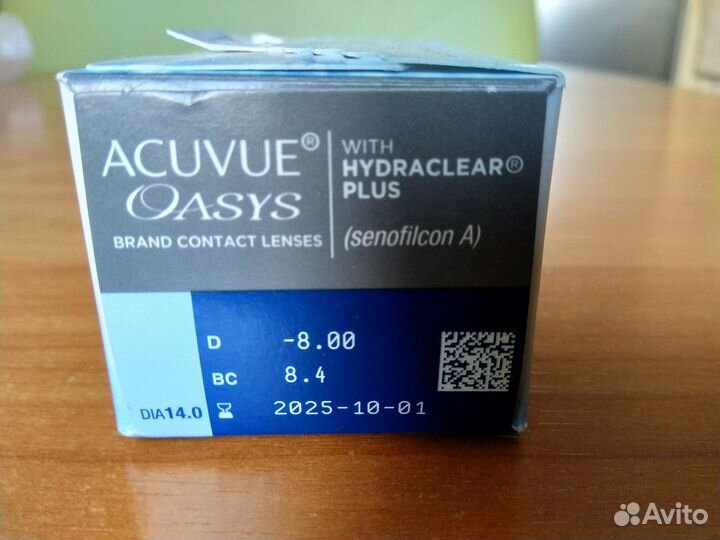 ACUVUE®
OASYS
BRAND CONTACT LENSES
WITH
HYDRACLEAR®
PLUS
(senofilcon A)
D -8.00
BC 8.4
DIA14.0 2025-10-01
Avito